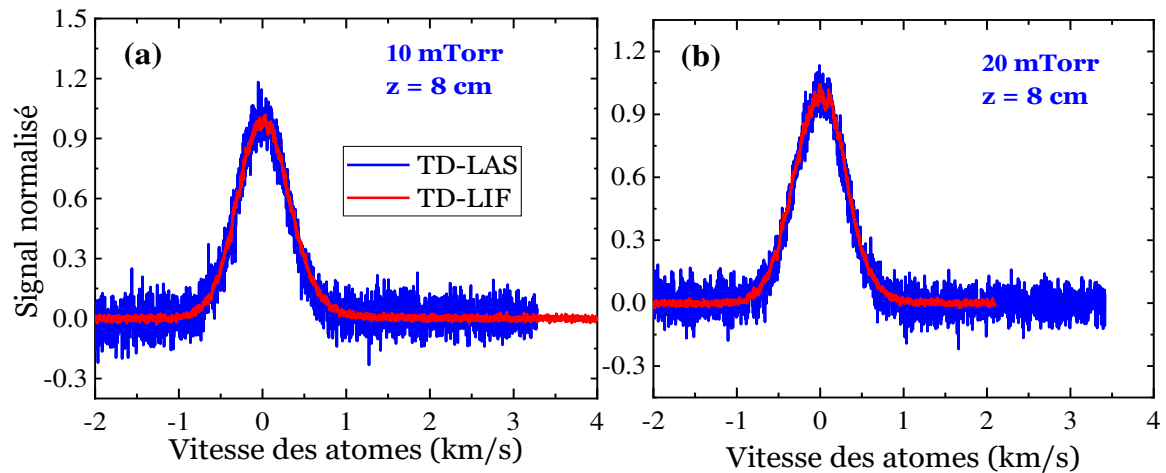 (a)
10 mTorr
z = 8 cm
TD-LAS
TD-LIF
Signal normalisé
1.5
1.2
0.9
0.6
0.3
0.0
-0.3
-2 -1 0 1 2 3 4
Vitesse des atomes (km/s)
(b)
20 mTorr
z = 8 cm
1.2
0.9
0.6
0.3
0.0
-0.3
-2 -1 0 1 2 3 4
Vitesse des atomes (km/s)